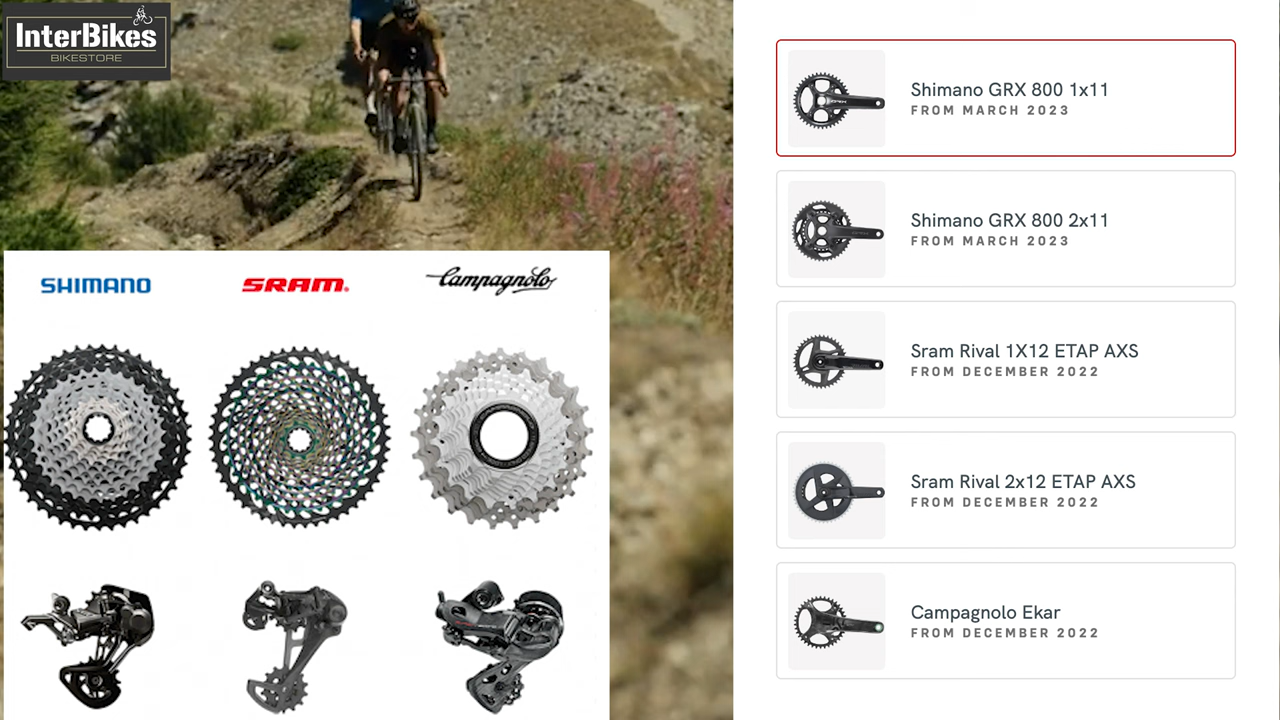 InterBikes
BIKESTORE
SHIMANO
SRAM
Campagnolo
Shimano GRX 800 1x11
FROM MARCH 2023
Shimano GRX 800 2x11
FROM MARCH 2023
Sram Rival 1X12 ETAP AXS
FROM DECEMBER 2022
Sram Rival 2x12 ETAP AXS
FROM DECEMBER 2022
Campagnolo Ekar
FROM DECEMBER 2022